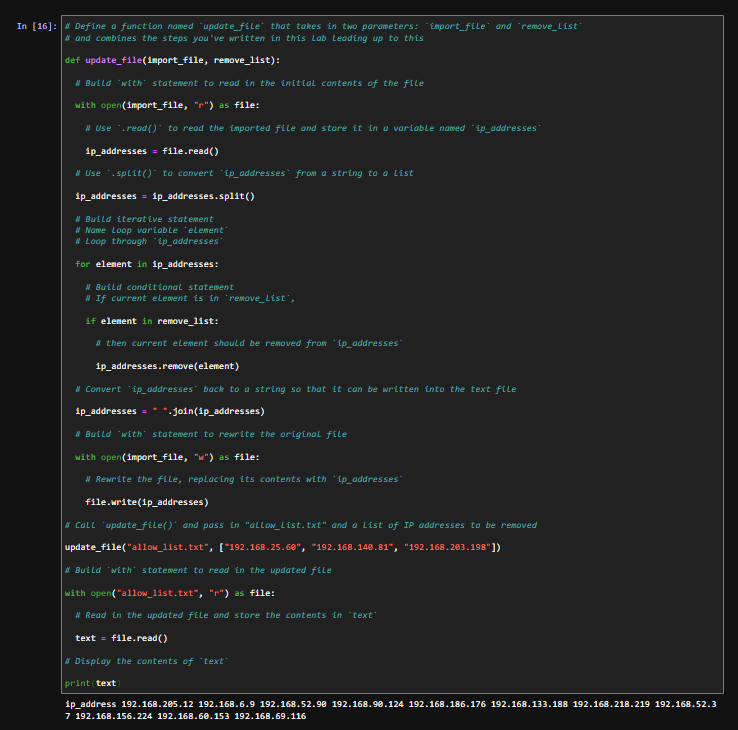 In [16]: # Define a function named `update_file` that takes in two parameters: `import_file` and `remove_list`
# and combines the steps you've written in this lab leading up to this
def update_file(import_file, remove_list):
# Build `with` statement to read in the initial contents of the file
with open(import_file, "r") as file:
# Use `.read()` to read the imported file and store it in a variable named `ip_addresses`
ip_addresses = file.read()
# Use `.split()` to convert `ip_addresses` from a string to a list
ip_addresses = ip_addresses.split()
# Build iterative statement
# Name loop variable `element`
# Loop through `ip_addresses`
for element in ip_addresses:
# Build conditional statement
# If current element is in `remove_list`,
if element in remove_list:
# then current element should be removed from `ip_addresses`
ip_addresses.remove(element)
# Convert `ip_addresses` back to a string so that it can be written into the text file
ip_addresses = " ".join(ip_addresses)
# Build `with` statement to rewrite the original file
with open(import_file, "w") as file:
# Rewrite the file, replacing its contents with `ip_addresses`
file.write(ip_addresses)
# Call `update_file()` and pass in "allow_list.txt" and a list of IP addresses to be removed
update_file("allow_list.txt", ["192.168.25.60", "192.168.140.81", "192.168.203.198"])
# Build `with` statement to read in the updated file
with open("allow_list.txt", "r") as file:
# Read in the updated file and store the contents in `text`
text = file.read()
# Display the contents of `text`
print(text)
ip_address 192.168.205.12 192.168.6.9 192.168.52.90 192.168.90.124 192.168.186.176 192.168.133.188 192.168.218.219 192.168.52.3
7 192.168.156.224 192.168.60.153 192.168.69.116